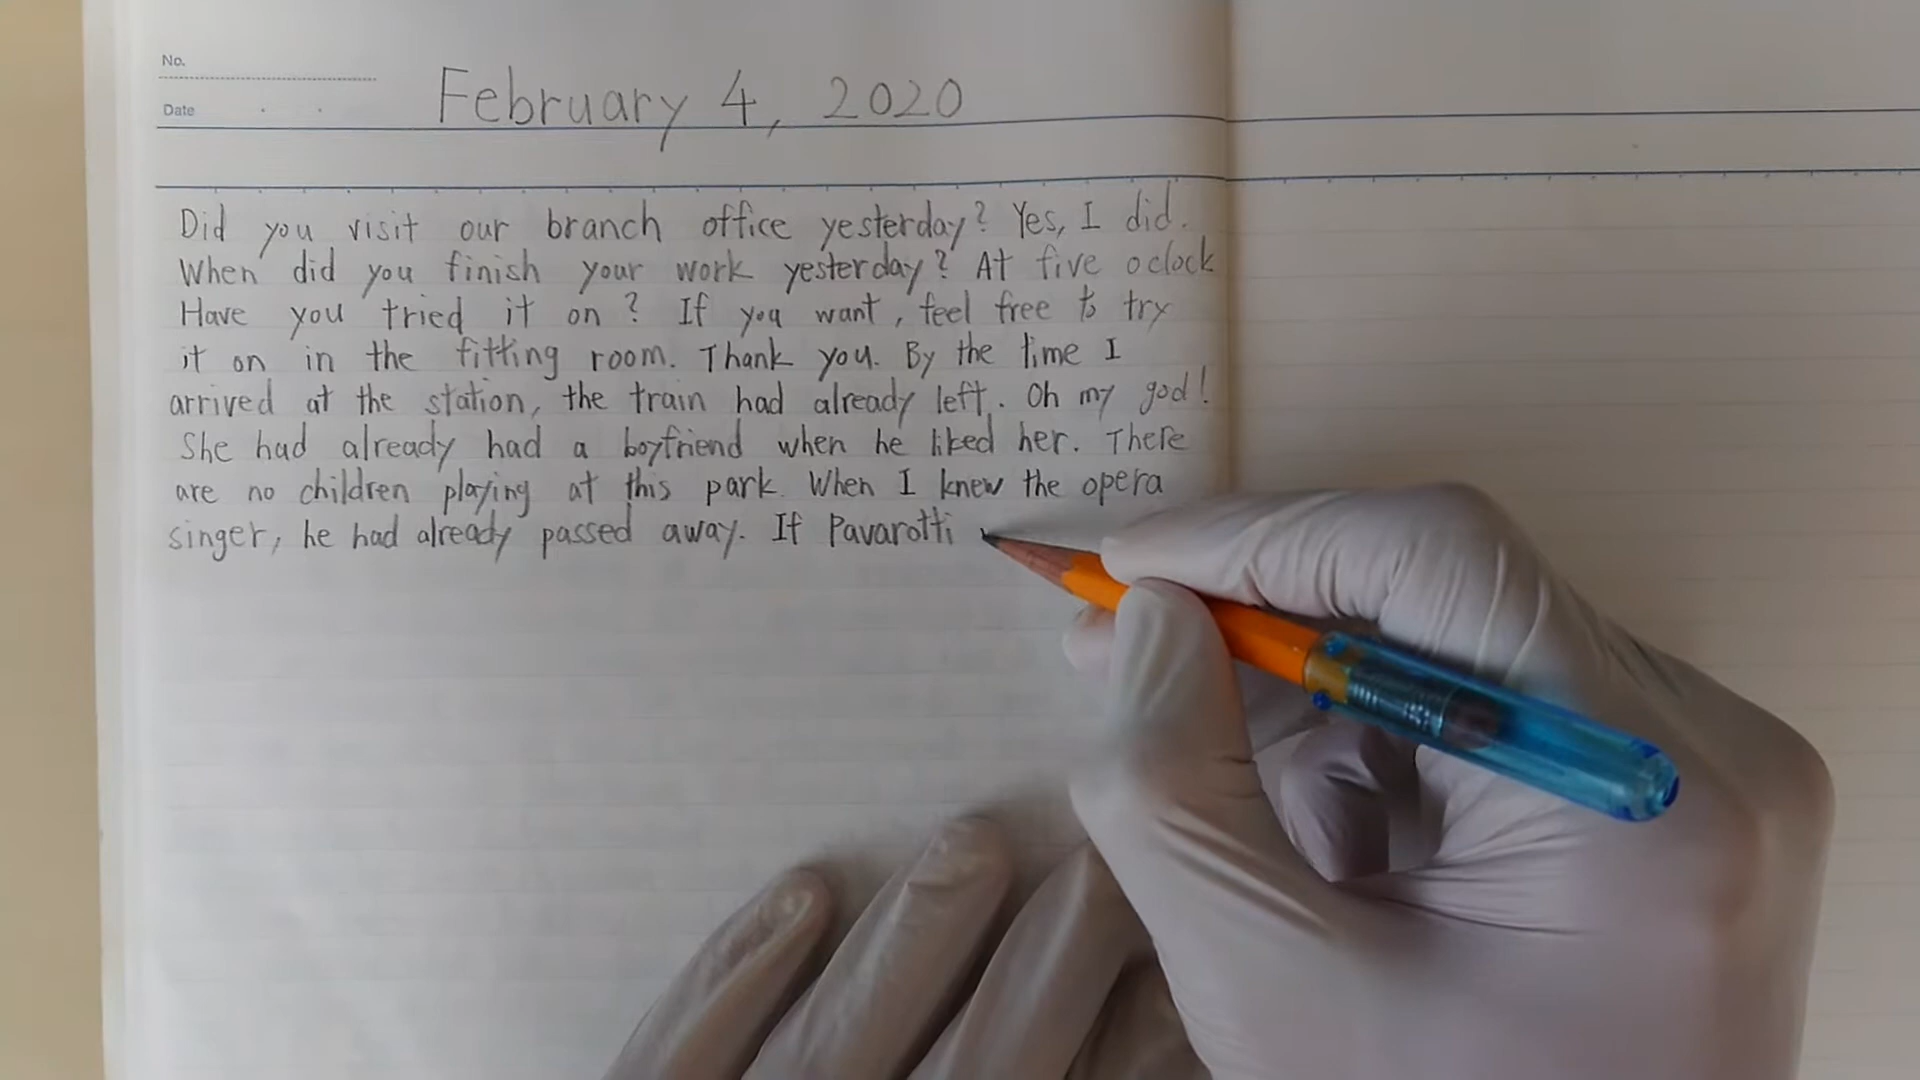 No.
February 4, 2020
Date
Did you visit our branch office yesterday? Yes, I did.
When did you finish your work yesterday? At five oclock
Have you tried it on? If you want, feel free to try
it on in the fitting room. Thank you. By the time I
arrived at the station, the train had already left. Oh my god!
She had already had a boyfriend when he liked her. There
are no children playing at this park. When I knew the opera
singer, he had already passed away. If Pavarotti